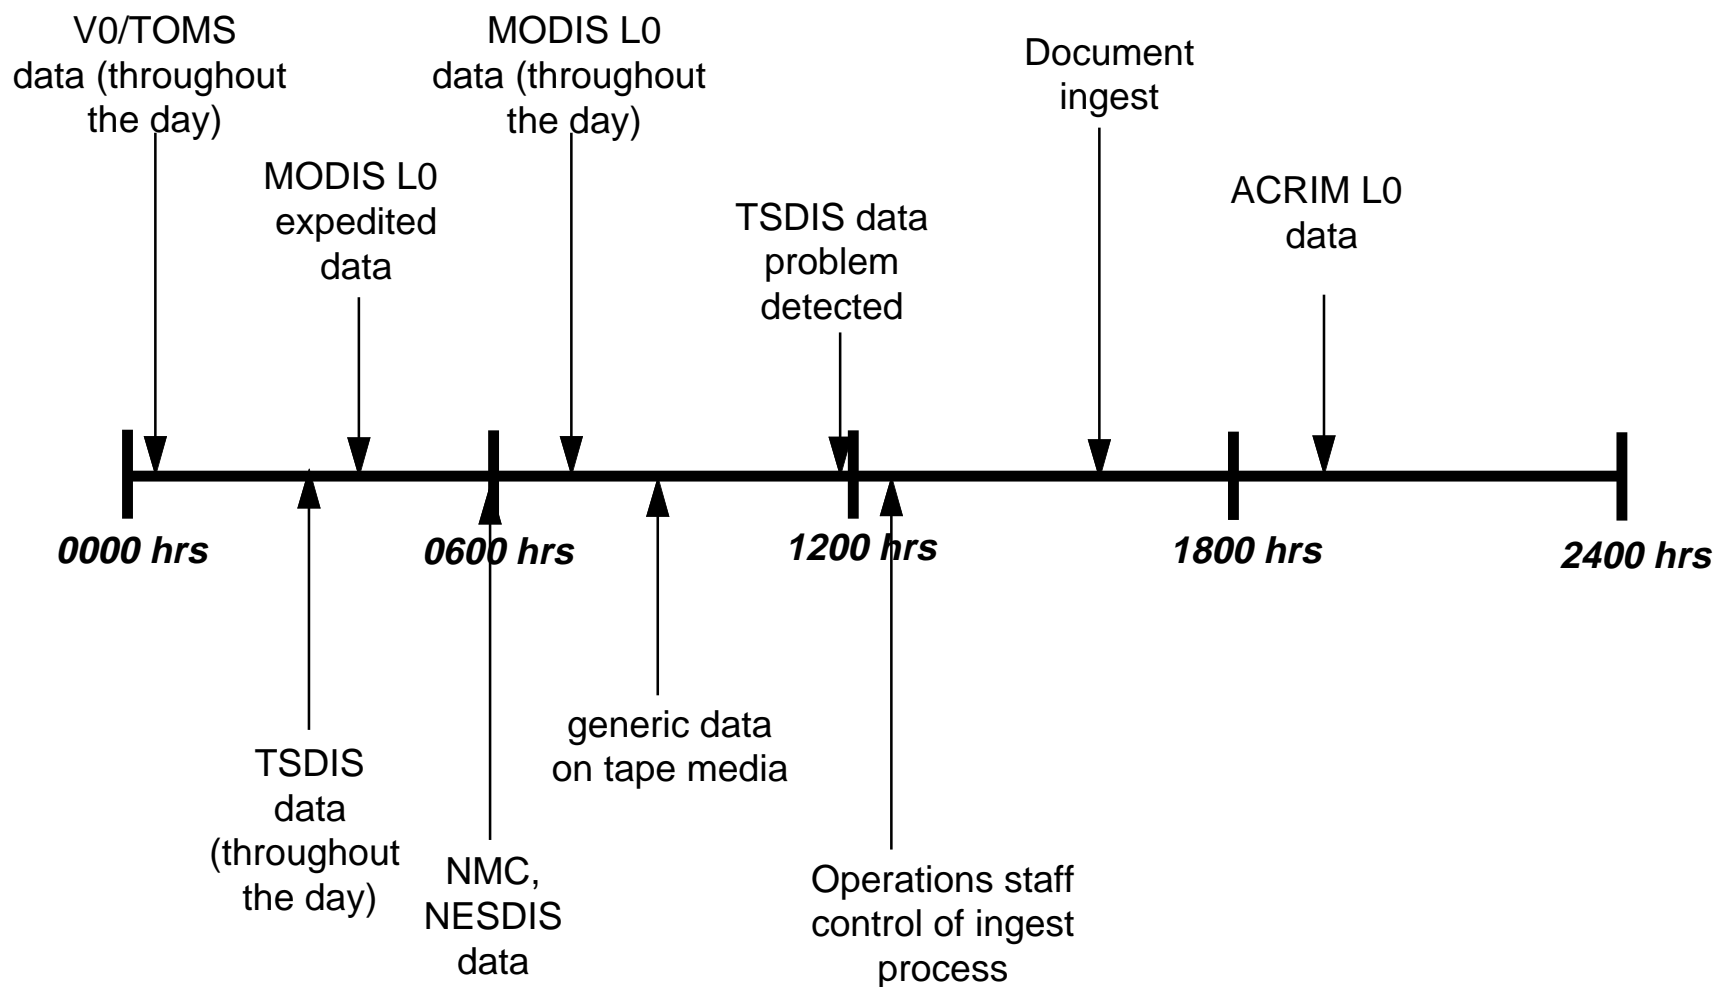 V0/TOMS
data (throughout
the day)
MODIS L0
expedited
data
MODIS L0
data (throughout
the day)
TSDIS data
problem
detected
Document
ingest
ACRIM L0
data
0000 hrs
0600 hrs
1200 hrs
1800 hrs
2400 hrs
TSDIS
data
(throughout
the day)
NMC,
NESDIS
data
generic data
on tape media
Operations staff
control of ingest
process